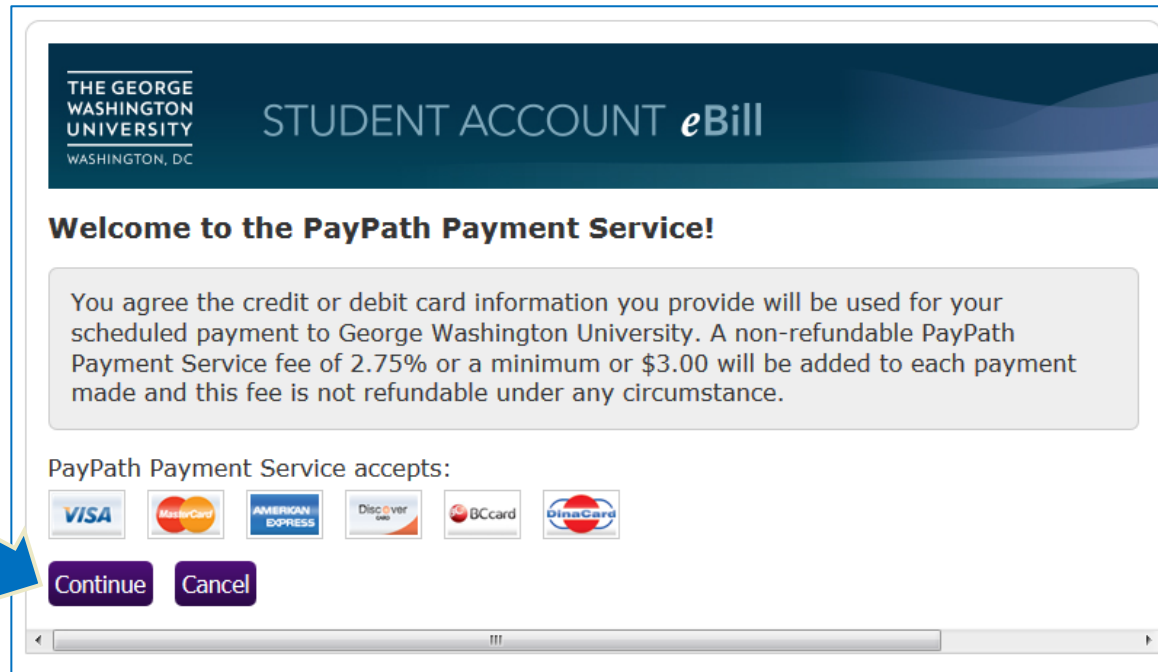 THE GEORGE
WASHINGTON
UNIVERSITY
WASHINGTON, DC
STUDENT ACCOUNT eBill
Welcome to the PayPath Payment Service!
You agree the credit or debit card information you provide will be used for your
scheduled payment to George Washington University. A non-refundable PayPath
Payment Service fee of 2.75% or a minimum or $3.00 will be added to each payment
made and this fee is not refundable under any circumstance.
PayPath Payment Service accepts:
VISA MasterCard AMERICAN EXPRESS Discover CARD BCcard DinaCard
Continue Cancel